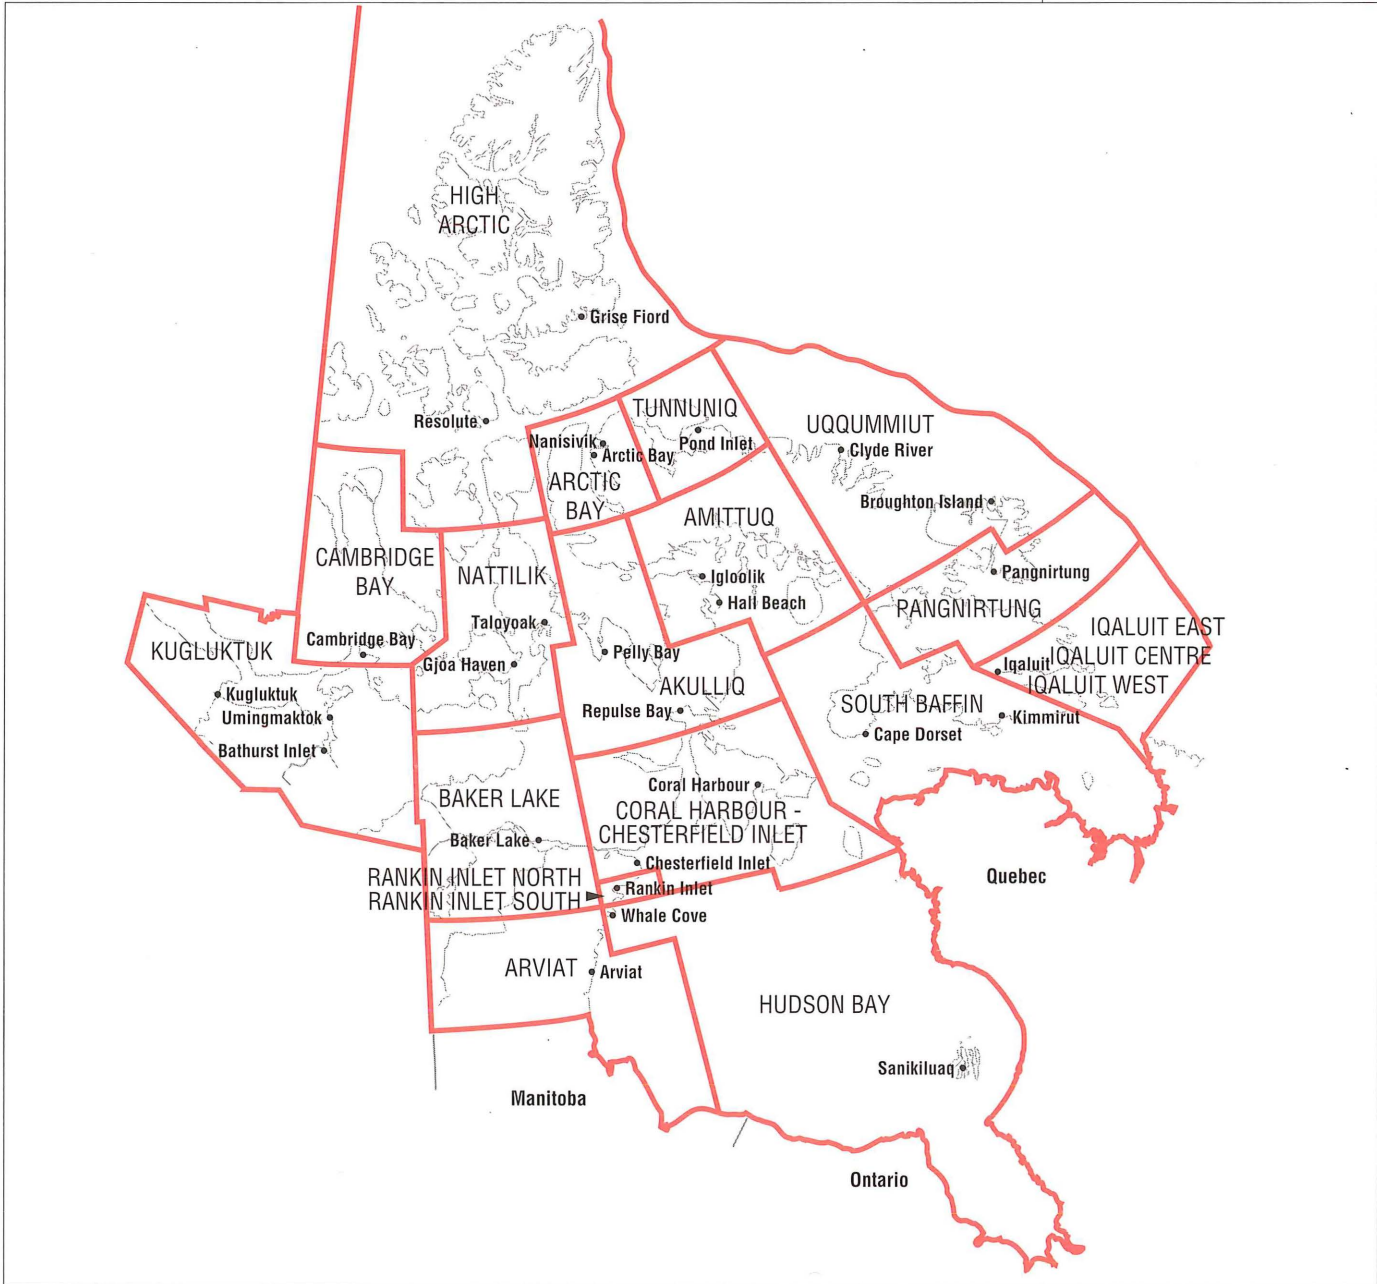 HIGH
ARCTIC
Grise Fiord
Resolute
TUNNUNIQ
Pond Inlet
Nanisivik
Arctic Bay
ARCTIC
BAY
UQQUMMIUT
Clyde River
Broughton Island
AMITTUQ
Igloolik
Hall Beach
CAMBRIDGE
BAY
Cambridge Bay
NATTILIK
Taloyoak
Gjoa Haven
Pangnirtung
PANGNIRTUNG
IQALUIT EAST
IQALUIT CENTRE
IQALUIT WEST
Iqaluit
KUGLUKTUK
Kugluktuk
Umingmaktok
Bathurst Inlet
Pelly Bay
AKULLIQ
Repulse Bay
SOUTH BAFFIN
Kimmirut
Cape Dorset
BAKER LAKE
Baker Lake
Coral Harbour
CORAL HARBOUR -
CHESTERFIELD INLET
Chesterfield Inlet
RANKIN INLET NORTH
RANKIN INLET SOUTH
Rankin Inlet
Whale Cove
Quebec
ARVIAT
Arviat
HUDSON BAY
Sanikiluaq
Manitoba
Ontario